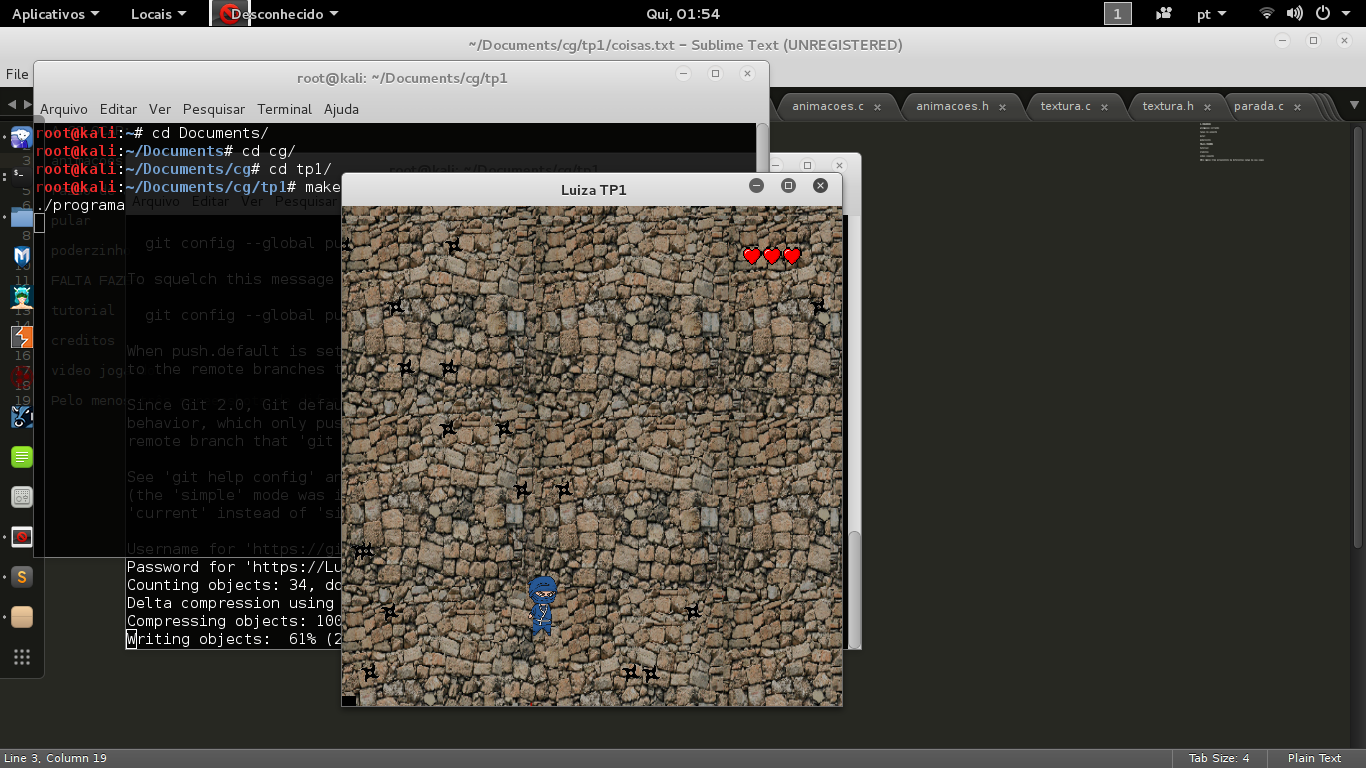 Aplicativos Locais Desconhecido Qui, 01:54 1 pt
~/Documents/cg/tp1/coisas.txt – Sublime Text (UNREGISTERED)
File
root@kali: ~/Documents/cg/tp1
Arquivo Editar Ver Pesquisar Terminal Ajuda
animacoes.c animacoes.h textura.c textura.h parada.c
root@kali:~# cd Documents/
root@kali:~/Documents# cd cg/
root@kali:~/Documents/cg# cd tp1/
root@kali:~/Documents/cg/tp1# make
./programa
Luiza TP1
Arquivo Editar Ver Pesquisar
pular
git config --global pu
poderzinho
To squelch this message
FALTA FAZ
tutorial
git config --global pu
creditos
When push.default is set
to the remote branches t
video jog
Pelo meno
Since Git 2.0, Git defau
behavior, which only pus
remote branch that 'git
See 'git help config' an
(the 'simple' mode was i
'current' instead of 'si
Username for 'https://gi
Password for 'https://Lu
Counting objects: 34, do
Delta compression using
Compressing objects: 100
Writing objects:  61% (2
Line 3, Column 19 Tab Size: 4 Plain Text